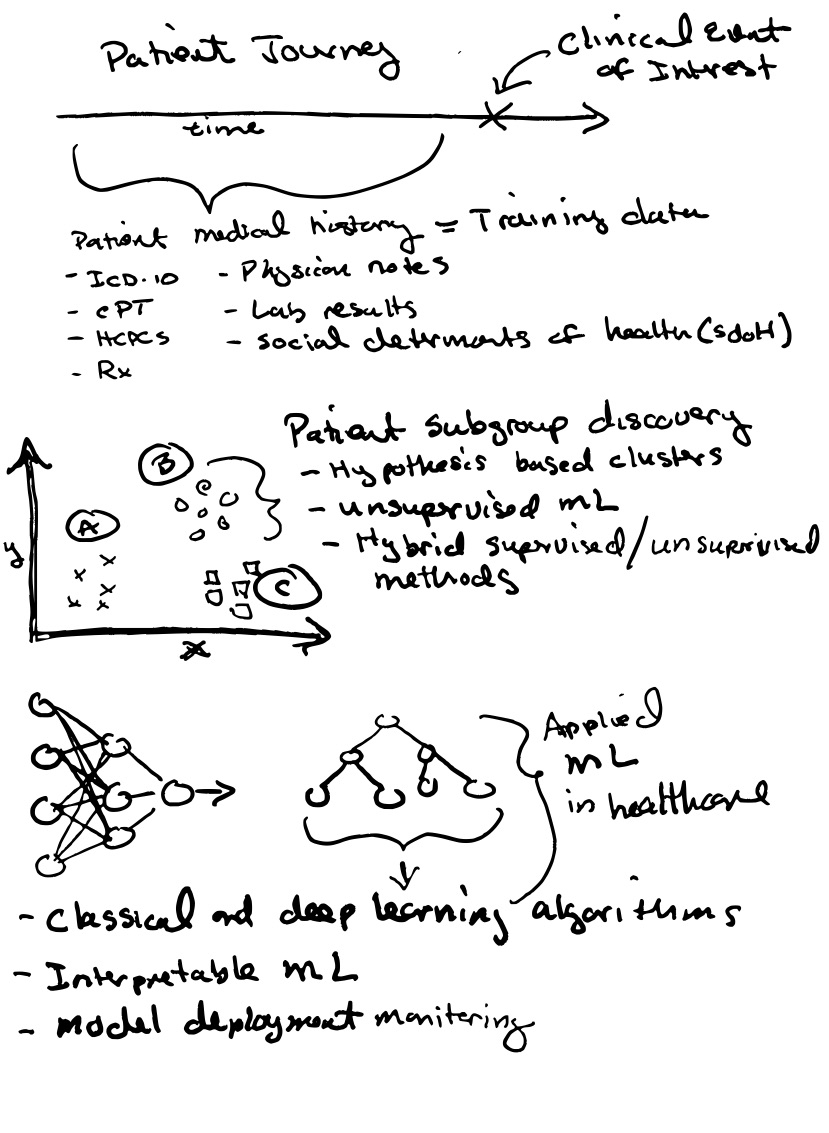 Patient Journey
Clinical Event
of Interest
time
Patient medical history = Training data
- ICD-10
- Physician notes
- CPT
- Lab results
- HCPCS
- social determants of health (SdoH)
- Rx
Patient subgroup discovery
- Hypothesis based clusters
- unsupervised ML
- Hybrid supervised/unsupervised
methods
B
A
C
y
x
Applied
ML
in healthcare
- Classical and deep learning algorithms
- Interpretable ML
- Model deployment monitoring